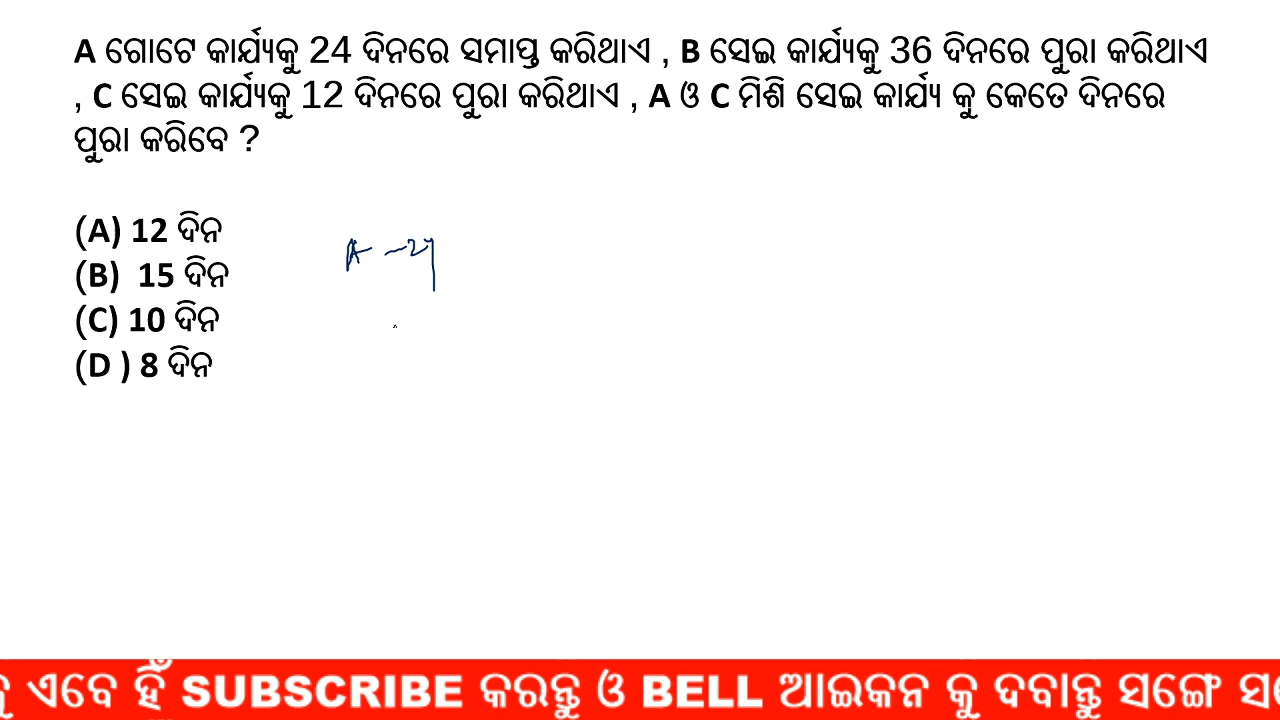 A ଗୋଟେ କାର୍ଯ୍ୟକୁ 24 ଦିନରେ ସମାପ୍ତ କରିଥାଏ , B ସେଇ କାର୍ଯ୍ୟକୁ 36 ଦିନରେ ପୁରା କରିଥାଏ
, C ସେଇ କାର୍ଯ୍ୟକୁ 12 ଦିନରେ ପୁରା କରିଥାଏ , A ଓ C ମିଶି ସେଇ କାର୍ଯ୍ୟ କୁ କେତେ ଦିନରେ
ପୁରା କରିବେ ?
(A) 12 ଦିନ
(B) 15 ଦିନ
(C) 10 ଦିନ
(D ) 8 ଦିନ
A - 24
ଏବେ ହିଁ SUBSCRIBE କରନ୍ତୁ ଓ BELL ଆଇକନ କୁ ଦବାନ୍ତୁ ସଙ୍ଗେ